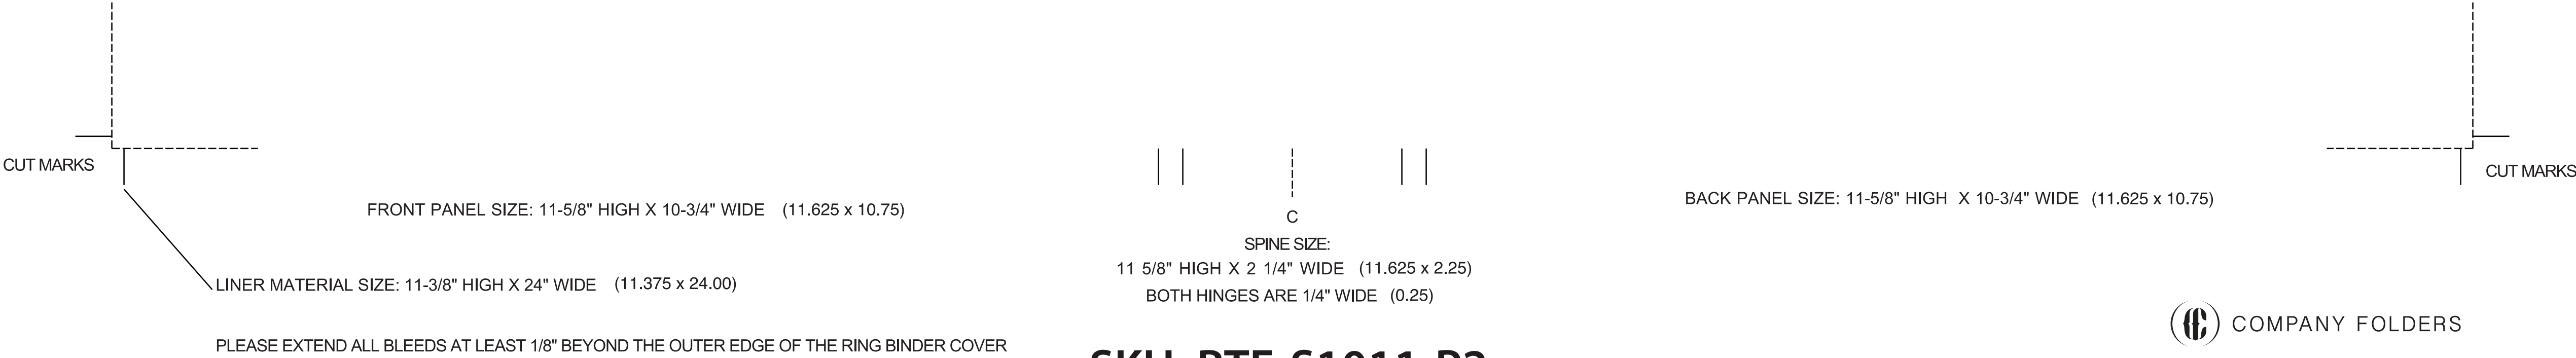 CUT MARKS
CUT MARKS
FRONT PANEL SIZE: 11-5/8" HIGH X 10-3/4" WIDE (11.625 x 10.75)
BACK PANEL SIZE: 11-5/8" HIGH X 10-3/4" WIDE (11.625 x 10.75)
C
SPINE SIZE:
11 5/8" HIGH X 2 1/4" WIDE (11.625 x 2.25)
BOTH HINGES ARE 1/4" WIDE (0.25)
LINER MATERIAL SIZE: 11-3/8" HIGH X 24" WIDE (11.375 x 24.00)
COMPANY FOLDERS
PLEASE EXTEND ALL BLEEDS AT LEAST 1/8" BEYOND THE OUTER EDGE OF THE RING BINDER COVER